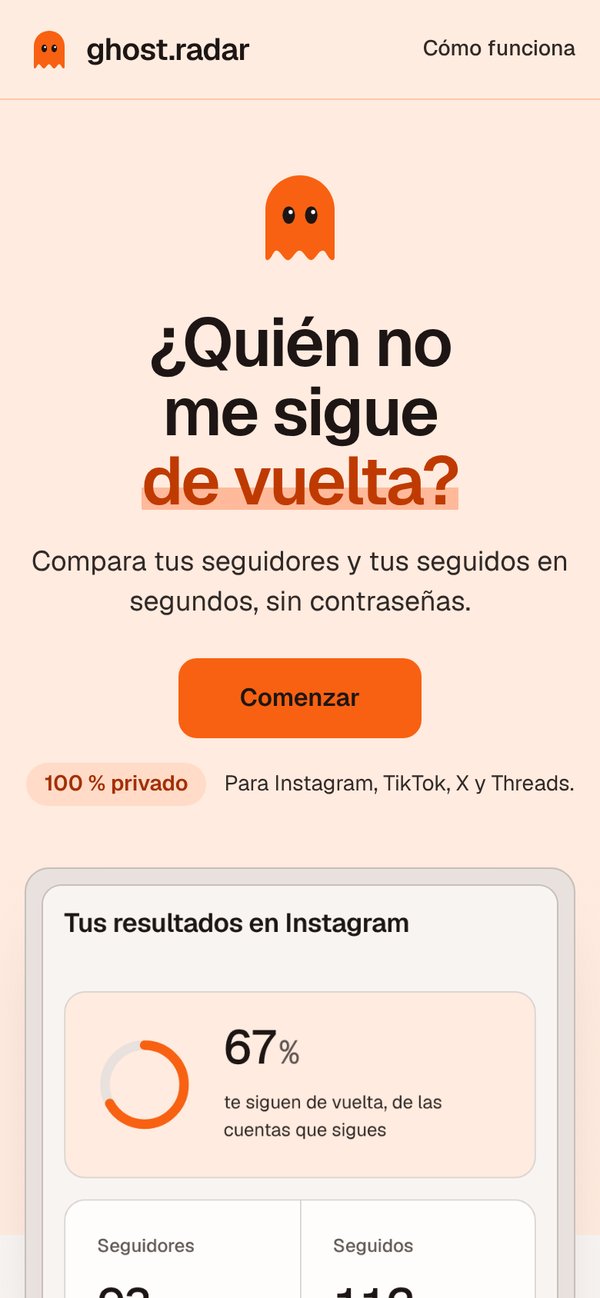 ghost.radar
Cómo funciona
¿Quién no
me sigue
de vuelta?
Compara tus seguidores y tus seguidos en
segundos, sin contraseñas.
Comenzar
100 % privado
Para Instagram, TikTok, X y Threads.
Tus resultados en Instagram
67%
te siguen de vuelta, de las
cuentas que sigues
Seguidores
Seguidos